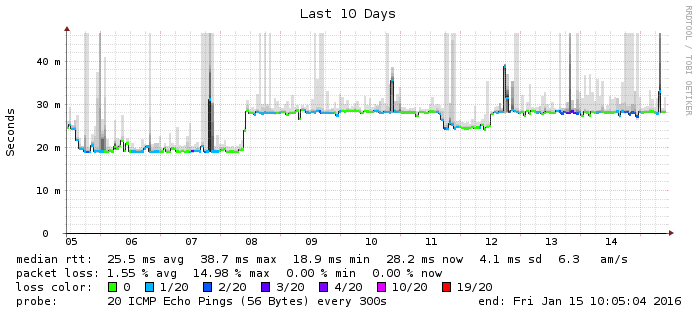 Last 10 Days
RRDTOOL / TOBI OETIKER
Seconds
40 m
30 m
20 m
10 m
0
05 06 07 08 09 10 11 12 13 14
median rtt: 25.5 ms avg 38.7 ms max 18.9 ms min 28.2 ms now 4.1 ms sd 6.3 am/s
packet loss: 1.55 % avg 14.98 % max 0.00 % min 0.00 % now
loss color: 0 1/20 2/20 3/20 4/20 10/20 19/20
probe: 20 ICMP Echo Pings (56 Bytes) every 300s end: Fri Jan 15 10:05:04 2016